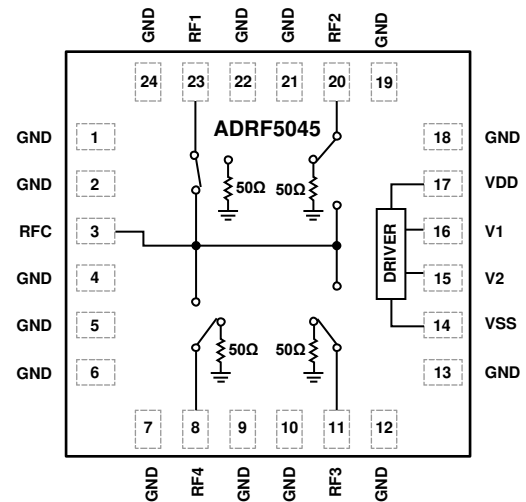 GND RF1 GND GND RF2 GND
24 23 22 21 20 19
ADRF5045
GND 1
18 GND
GND 2
50Ω 50Ω
17 VDD
RFC 3
16 V1
DRIVER
GND 4
15 V2
GND 5
14 VSS
50Ω 50Ω
GND 6
13 GND
7 8 9 10 11 12
GND RF4 GND GND RF3 GND